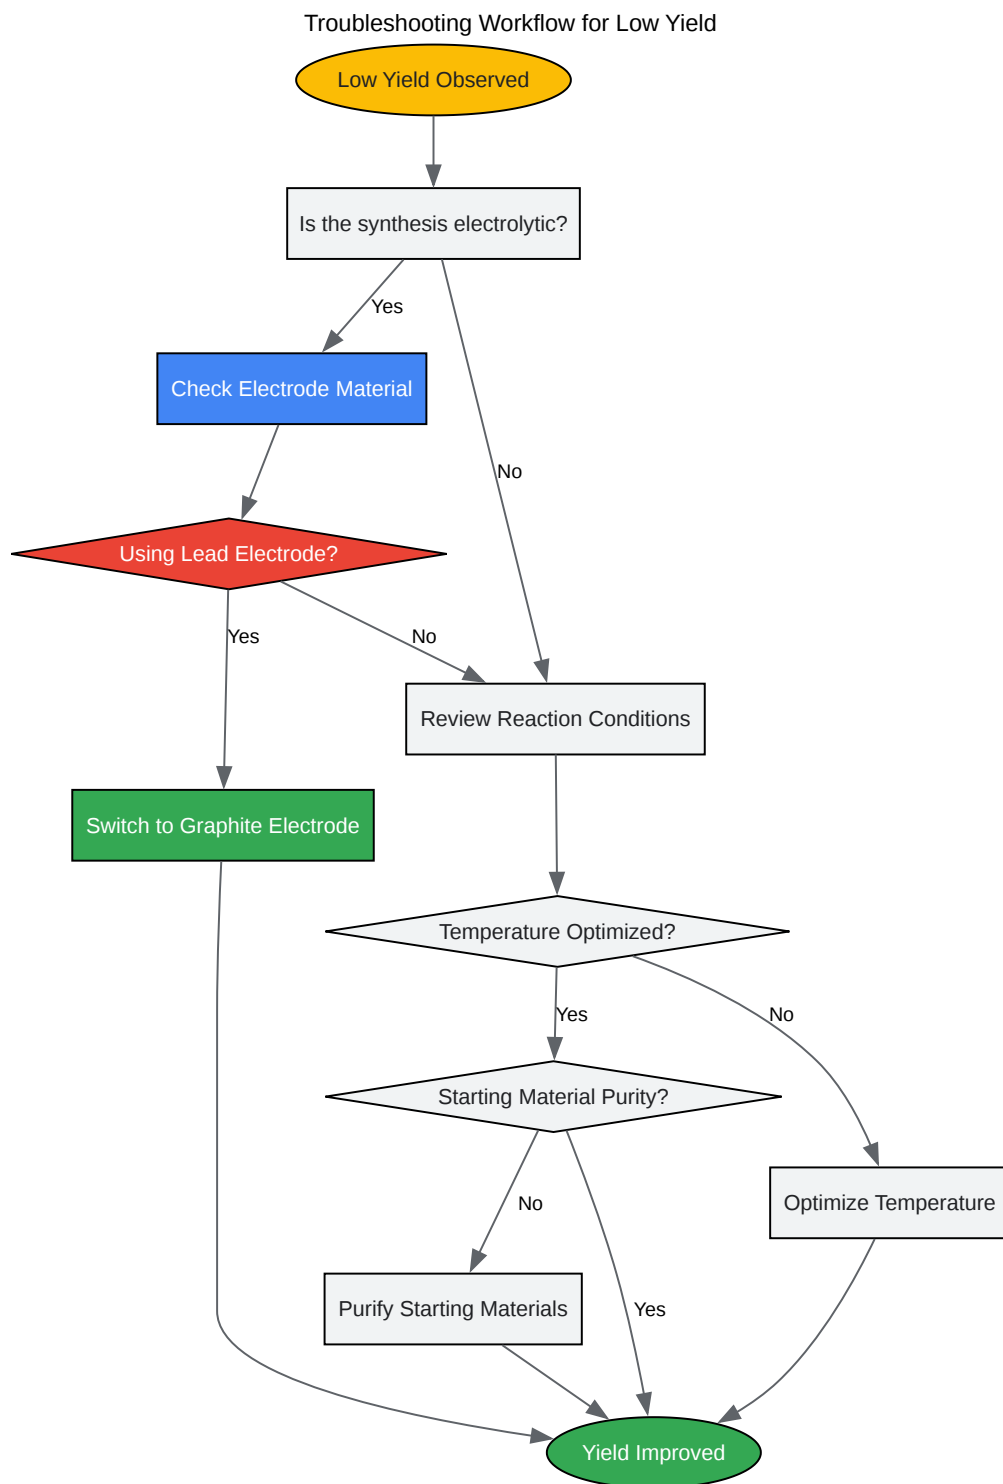 Troubleshooting Workflow for Low Yield
Low Yield Observed
Is the synthesis electrolytic?
Yes
Check Electrode Material
No
Using Lead Electrode?
Yes
No
Review Reaction Conditions
Switch to Graphite Electrode
Temperature Optimized?
Yes
No
Starting Material Purity?
No
Optimize Temperature
Purify Starting Materials
Yes
Yield Improved